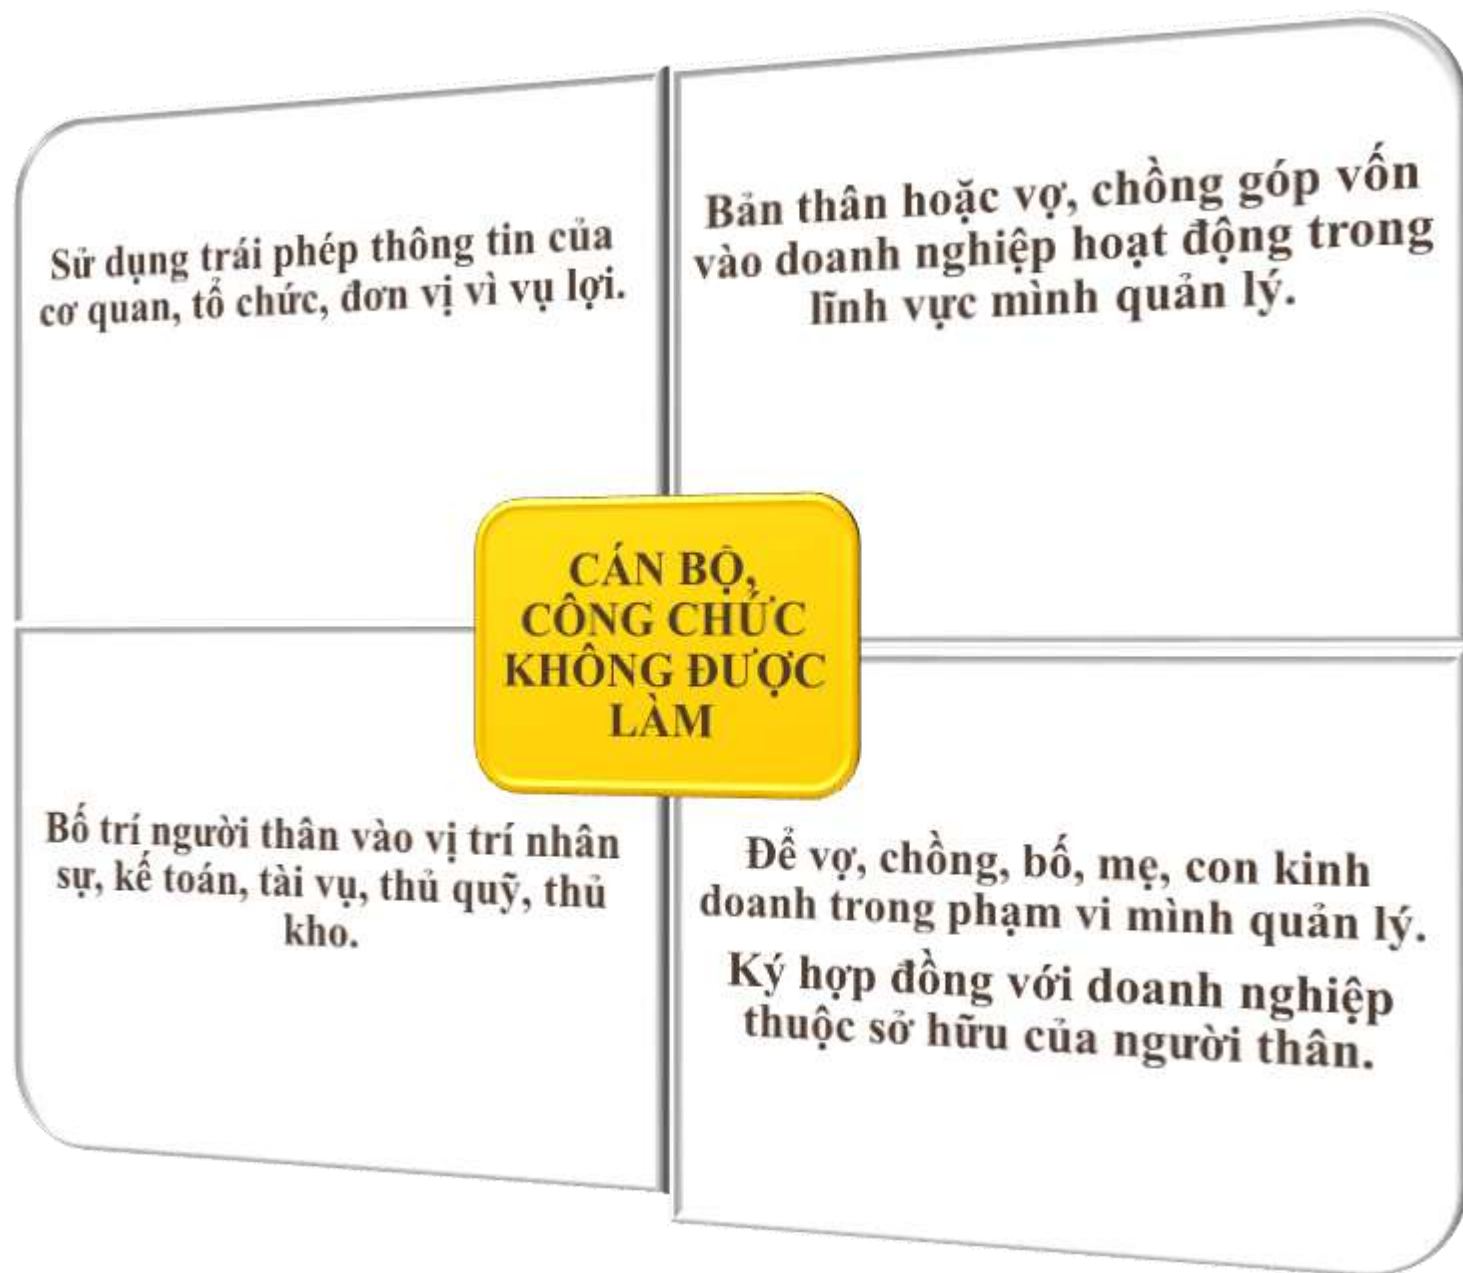 Sử dụng trái phép thông tin của
cơ quan, tổ chức, đơn vị vì vụ lợi.
Bản thân hoặc vợ, chồng góp vốn
vào doanh nghiệp hoạt động trong
lĩnh vực mình quản lý.
CÁN BỘ,
CÔNG CHỨC
KHÔNG ĐƯỢC
LÀM
Bố trí người thân vào vị trí nhân
sự, kế toán, tài vụ, thủ quỹ, thủ
kho.
Để vợ, chồng, bố, mẹ, con kinh
doanh trong phạm vi mình quản lý.
Ký hợp đồng với doanh nghiệp
thuộc sở hữu của người thân.